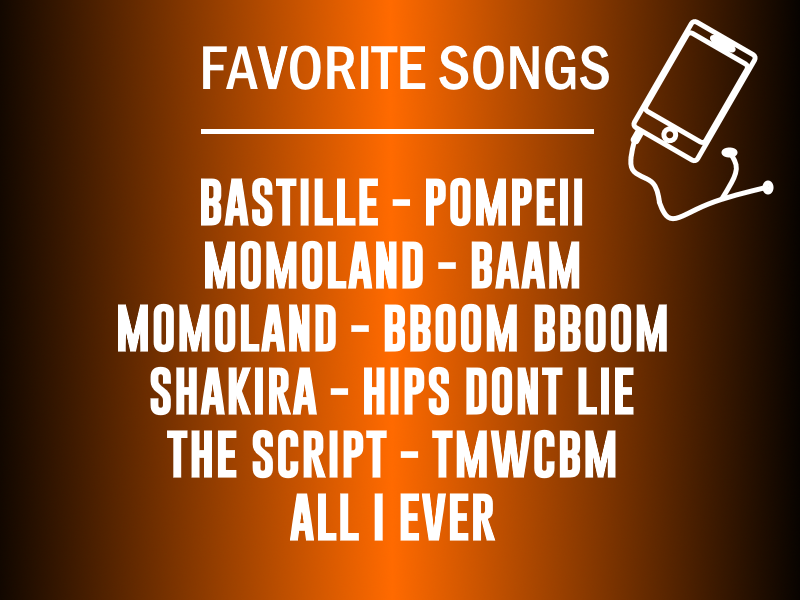 FAVORITE SONGS
BASTILLE - POMPEII
MOMOLAND - BAAM
MOMOLAND - BBOOM BBOOM
SHAKIRA - HIPS DONT LIE
THE SCRIPT - TMWCBM
ALL I EVER